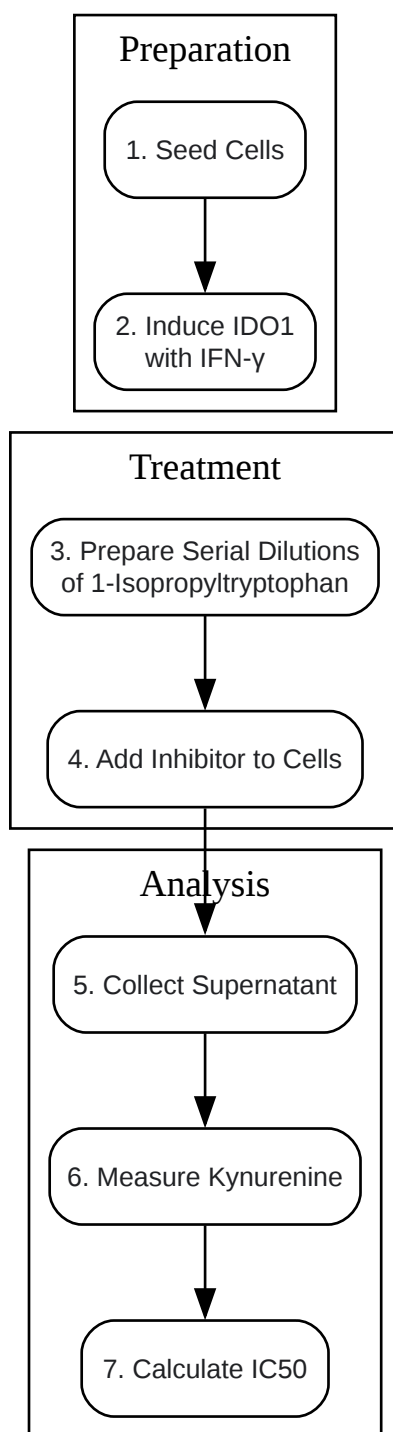 Preparation
1. Seed Cells
2. Induce IDO1
with IFN-γ
Treatment
3. Prepare Serial Dilutions
of 1-Isopropyltryptophan
4. Add Inhibitor to Cells
Analysis
5. Collect Supernatant
6. Measure Kynurenine
7. Calculate IC50